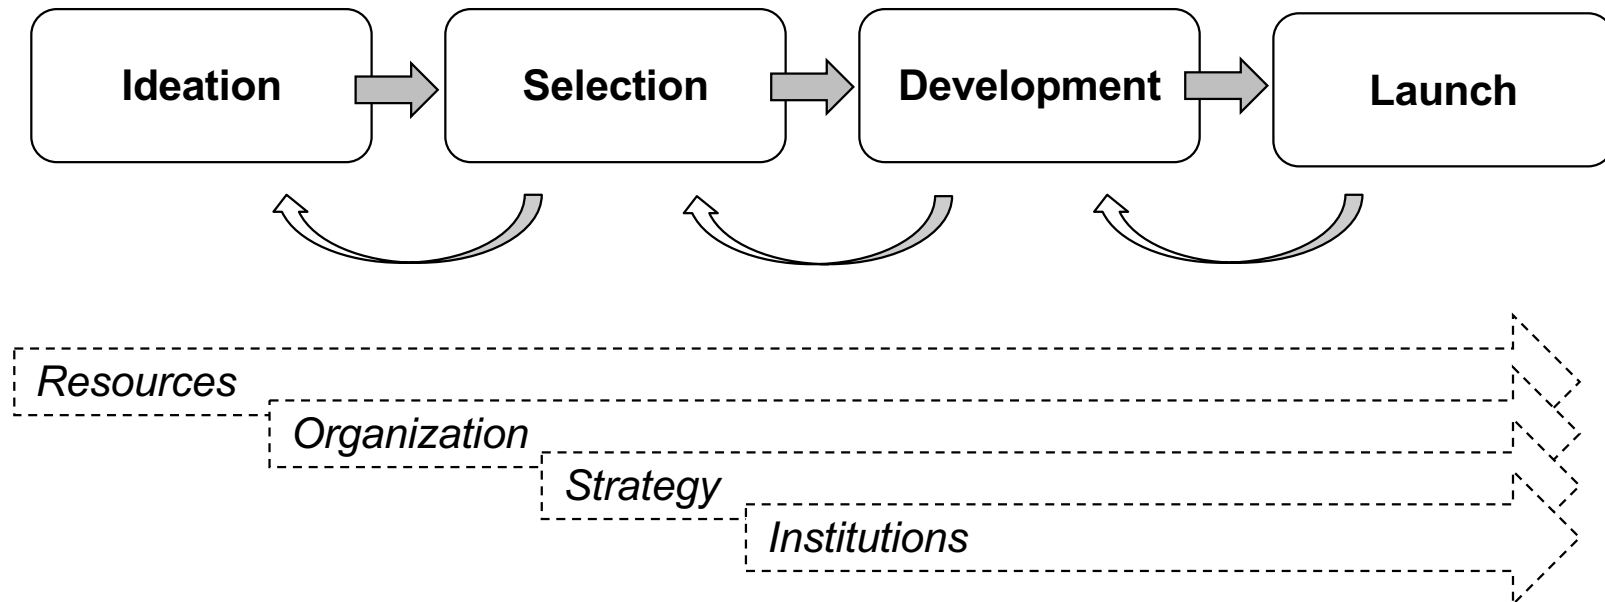 Ideation
Selection
Development
Launch
Resources
Organization
Strategy
Institutions